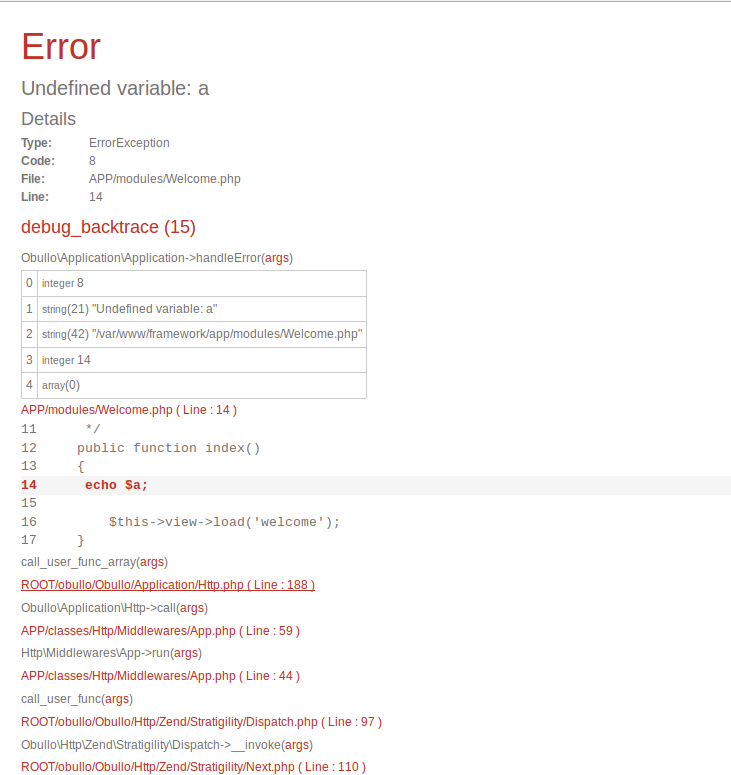 Error
Undefined variable: a
Details
Type: ErrorException
Code: 8
File: APP/modules/Welcome.php
Line: 14
debug_backtrace (15)
Obullo\Application\Application->handleError(args)
0 integer 8
1 string(21) "Undefined variable: a"
2 string(42) "/var/www/framework/app/modules/Welcome.php"
3 integer 14
4 array(0)
APP/modules/Welcome.php ( Line : 14 )
11 */
12 public function index()
13 {
14 echo $a;
15
16 $this->view->load('welcome');
17 }
call_user_func_array(args)
ROOT/obullo/Obullo/Application/Http.php ( Line : 188 )
Obullo\Application\Http->call(args)
APP/classes/Http/Middlewares/App.php ( Line : 59 )
Http\Middlewares\App->run(args)
APP/classes/Http/Middlewares/App.php ( Line : 44 )
call_user_func(args)
ROOT/obullo/Obullo/Http/Zend/Stratigility/Dispatch.php ( Line : 97 )
Obullo\Http\Zend\Stratigility\Dispatch->__invoke(args)
ROOT/obullo/Obullo/Http/Zend/Stratigility/Next.php ( Line : 110 )